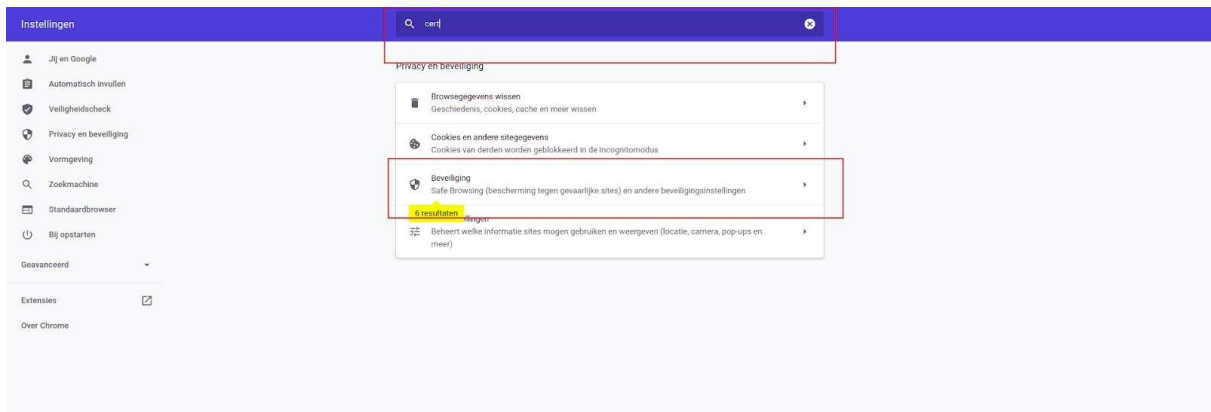 Instellingen
cert
Jij en Google
Automatisch invullen
Veiligheidscheck
Privacy en beveiliging
Vormgeving
Zoekmachine
Standaardbrowser
Bij opstarten
Geavanceerd
Extensies
Over Chrome
Privacy en beveiliging
Browsegegevens wissen
Geschiedenis, cookies, cache en meer wissen
Cookies en andere sitegegevens
Cookies van derden worden geblokkeerd in de incognitomodus
Beveiliging
Safe Browsing (bescherming tegen gevaarlijke sites) en andere beveiligingsinstellingen
6 resultaten
Beheert welke informatie sites mogen gebruiken en weergeven (locatie, camera, pop-ups en
meer)